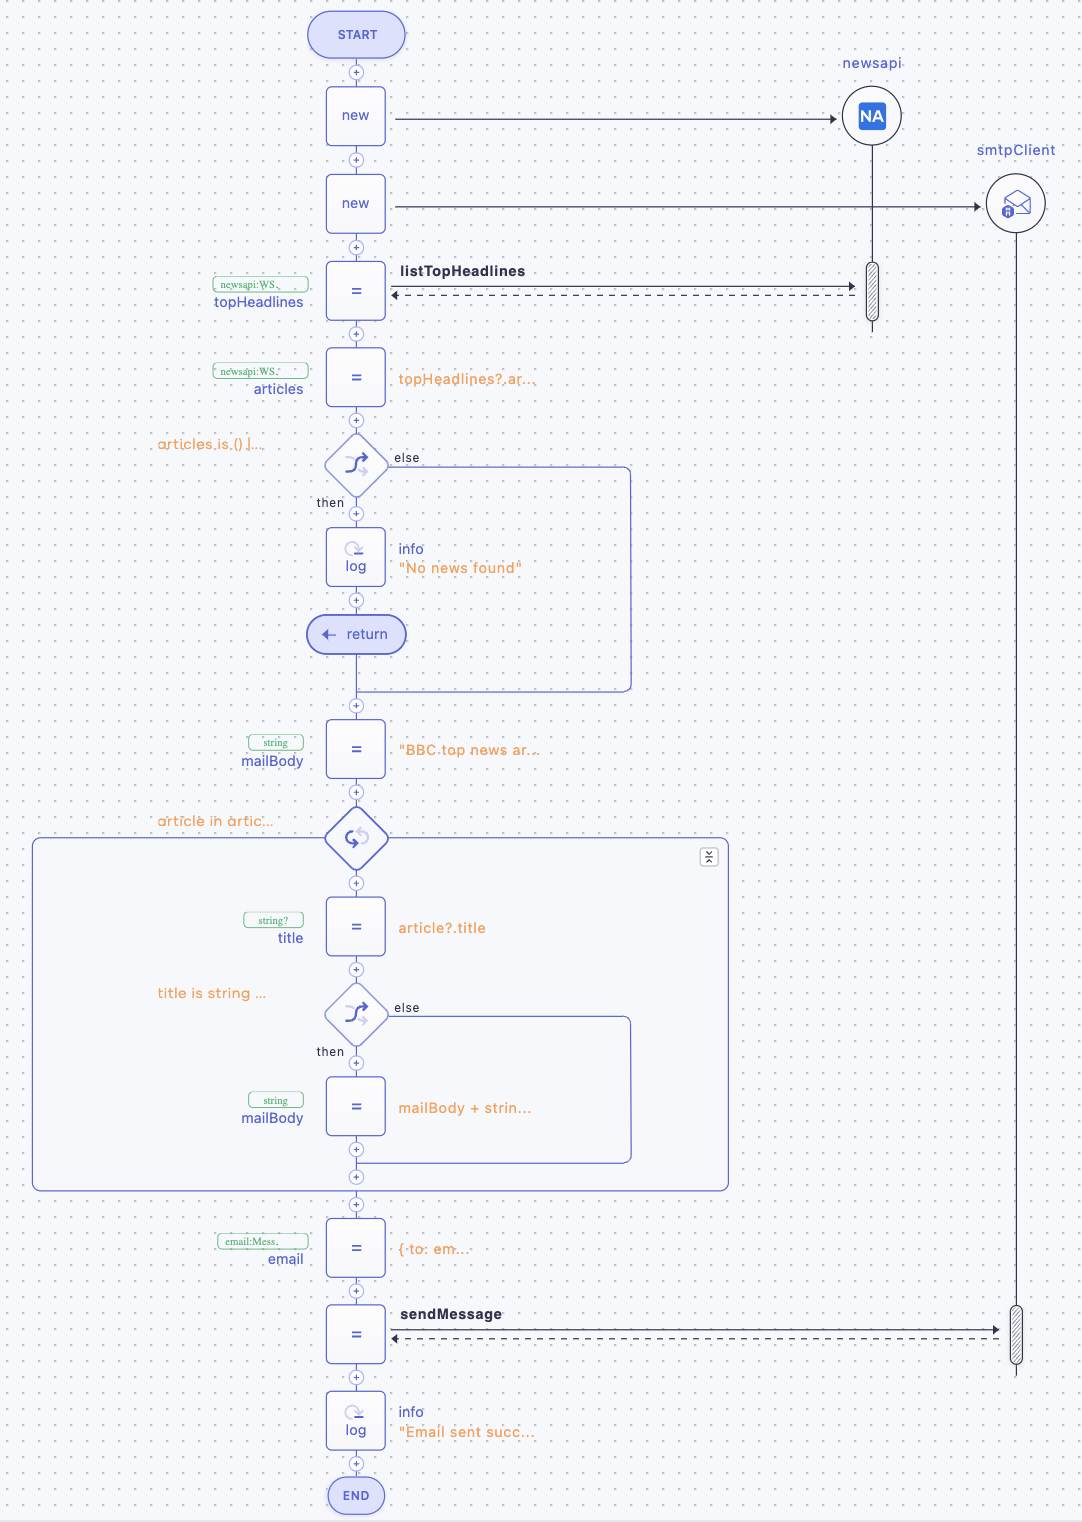 START
newsapi
new
NA
smtpClient
new
listTopHeadlines
newsapi:WS.
topHeadlines
=
newsapi:WS.
articles
=
topHeadlines?.ar...
articles is () |...
else
then
log
info
"No news found"
return
string
mailBody
=
"BBC top news ar...
article in artic...
string?
title
=
article?.title
title is string ...
else
then
string
mailBody
=
mailBody + strin...
email:Mess.
email
=
{ to: em...
sendMessage
=
log
info
"Email sent succ...
END